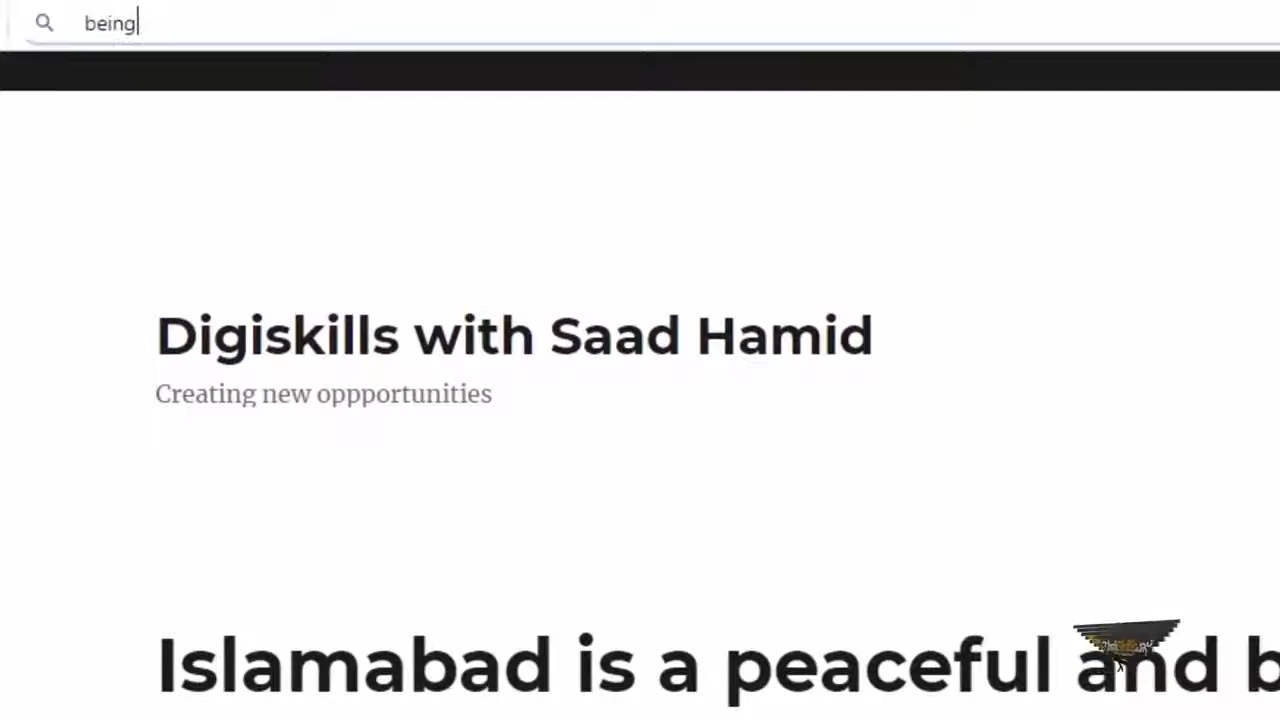 being
Digiskills with Saad Hamid
Creating new oppportunities
Islamabad is a peaceful and b